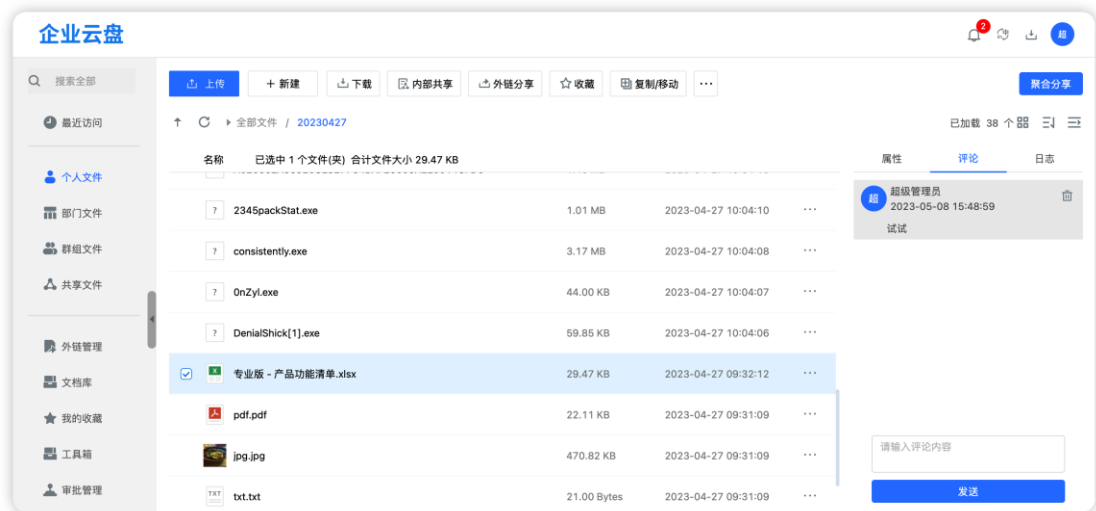 企业云盘
2
超
搜索全部
上传
+ 新建
下载
内部共享
外链分享
收藏
复制/移动
...
聚合分享
最近访问
全部文件 / 20230427
已加载 38 个
名称 已选中 1 个文件(夹) 合计文件大小 29.47 KB
属性
评论
日志
个人文件
部门文件
群组文件
共享文件
外链管理
文档库
我的收藏
工具箱
审批管理
2345packStat.exe 1.01 MB 2023-04-27 10:04:10 ...
consistently.exe 3.17 MB 2023-04-27 10:04:08 ...
0nZyl.exe 44.00 KB 2023-04-27 10:04:07 ...
DenialShick[1].exe 59.85 KB 2023-04-27 10:04:06 ...
专业版 - 产品功能清单.xlsx 29.47 KB 2023-04-27 09:32:12 ...
pdf.pdf 22.11 KB 2023-04-27 09:31:09 ...
jpg.jpg 470.82 KB 2023-04-27 09:31:09 ...
TXT txt.txt 21.00 Bytes 2023-04-27 09:31:09 ...
超 超级管理员
2023-05-08 15:48:59
试试
请输入评论内容
发送